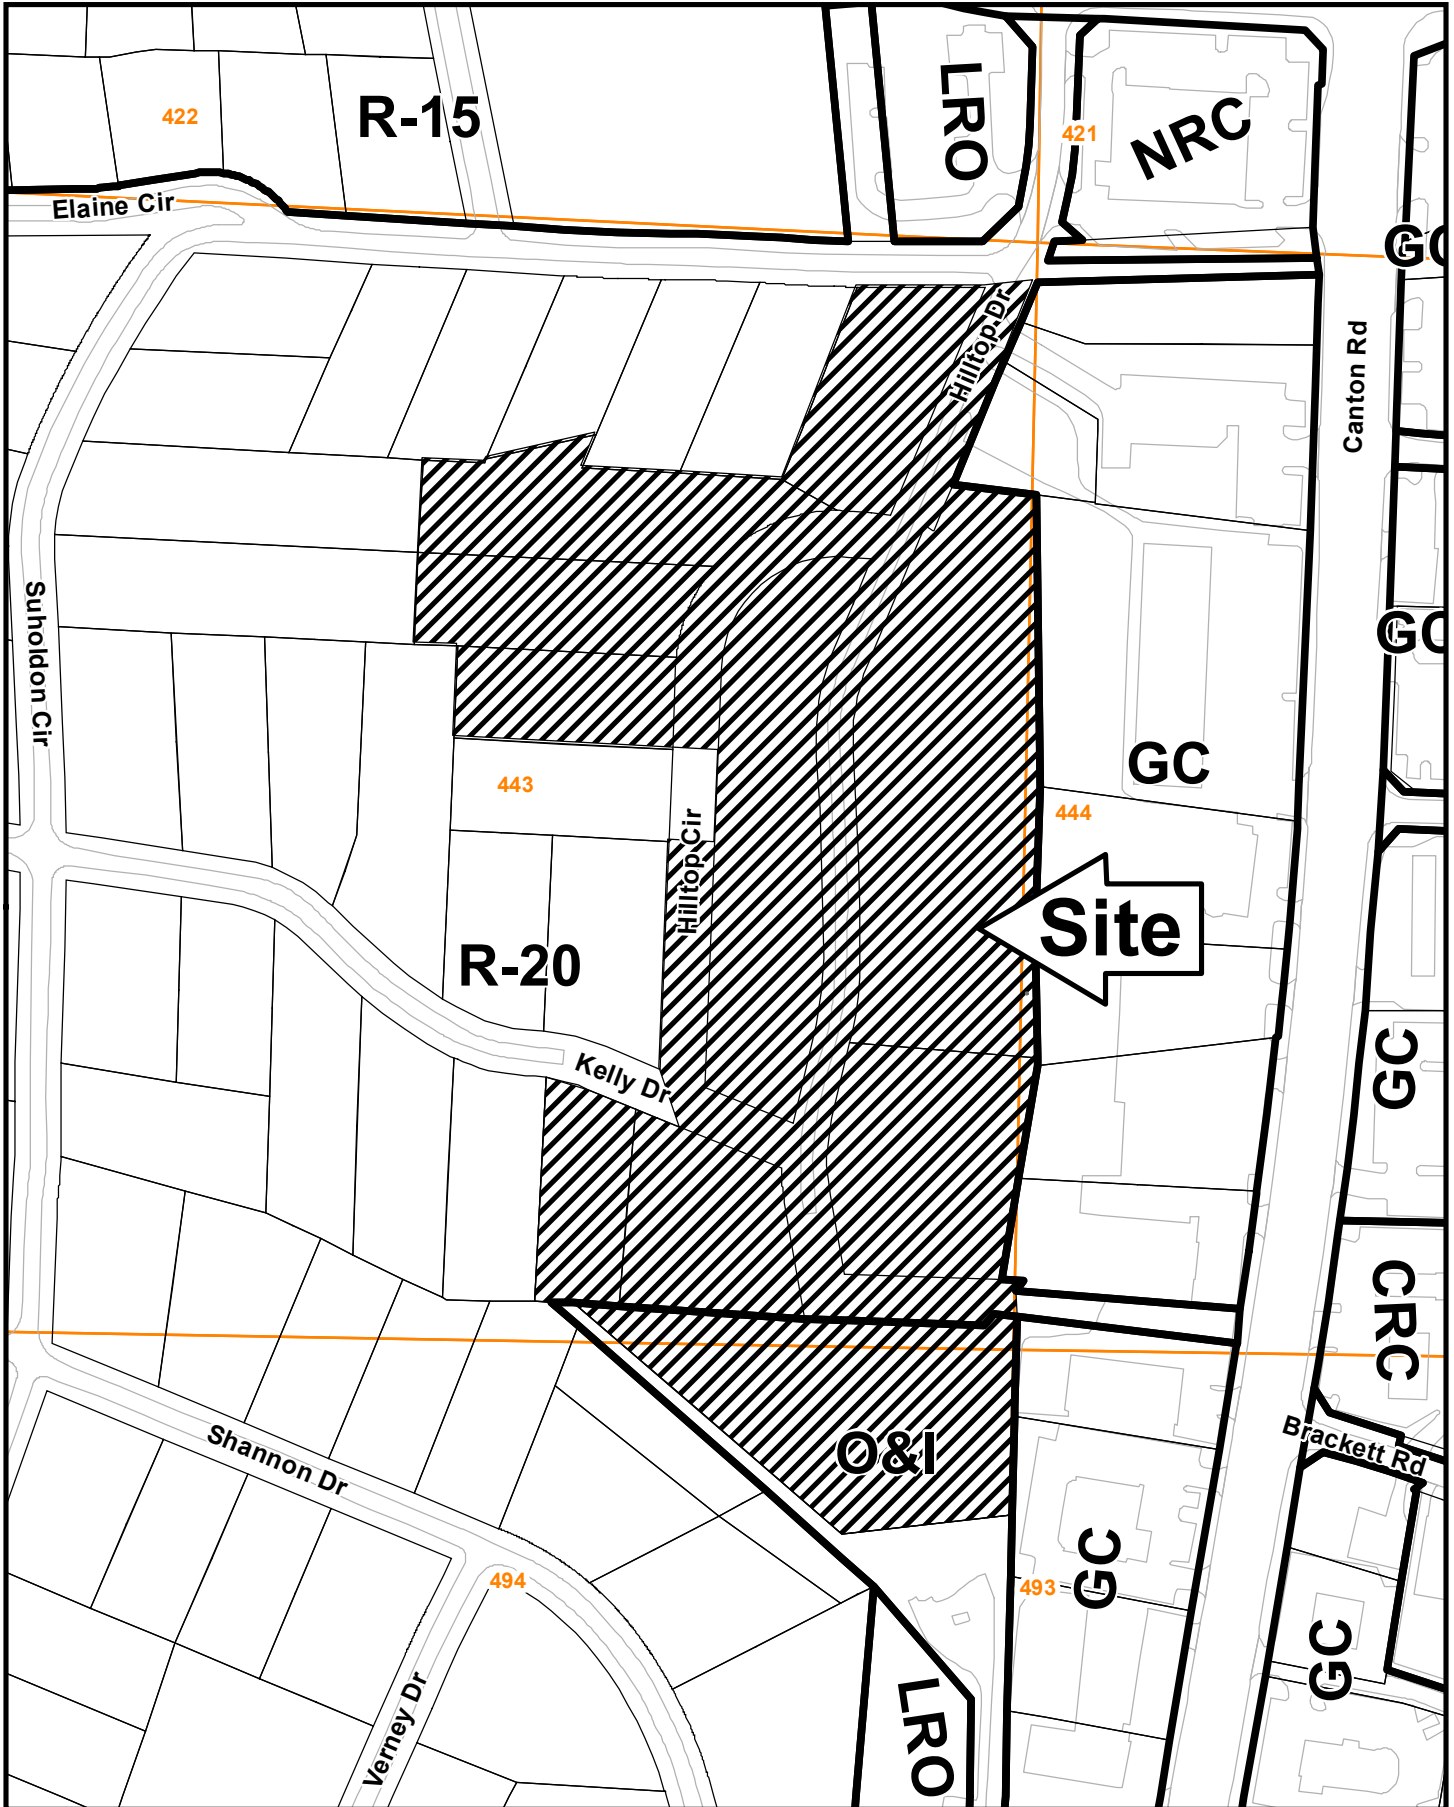 422
R-15
LRO
421
NRC
Elaine Cir
GC
Hilltop Dr
Canton Rd
Suholdon Cir
GC
GC
443
444
Hilltop Cir
Site
R-20
GC
Kelly Dr
CRC
Shannon Dr
O&I
Brackett Rd
494
493
GC
GC
LRO
Verney Dr